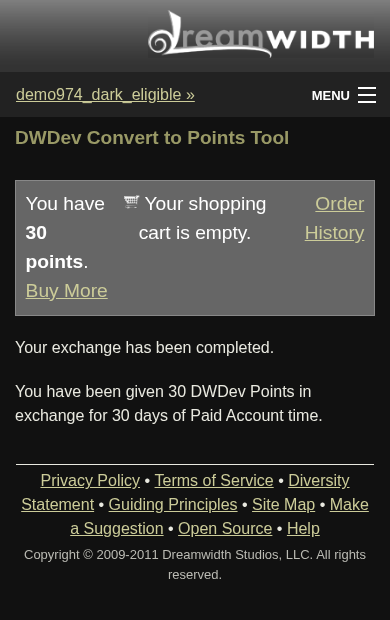 dreamWIDTH
demo974_dark_eligible »
MENU
DWDev Convert to Points Tool
You have 30 points. Buy More
Your shopping cart is empty.
Order History
Your exchange has been completed.
You have been given 30 DWDev Points in
exchange for 30 days of Paid Account time.
Privacy Policy • Terms of Service • Diversity
Statement • Guiding Principles • Site Map • Make
a Suggestion • Open Source • Help
Copyright © 2009-2011 Dreamwidth Studios, LLC. All rights
reserved.